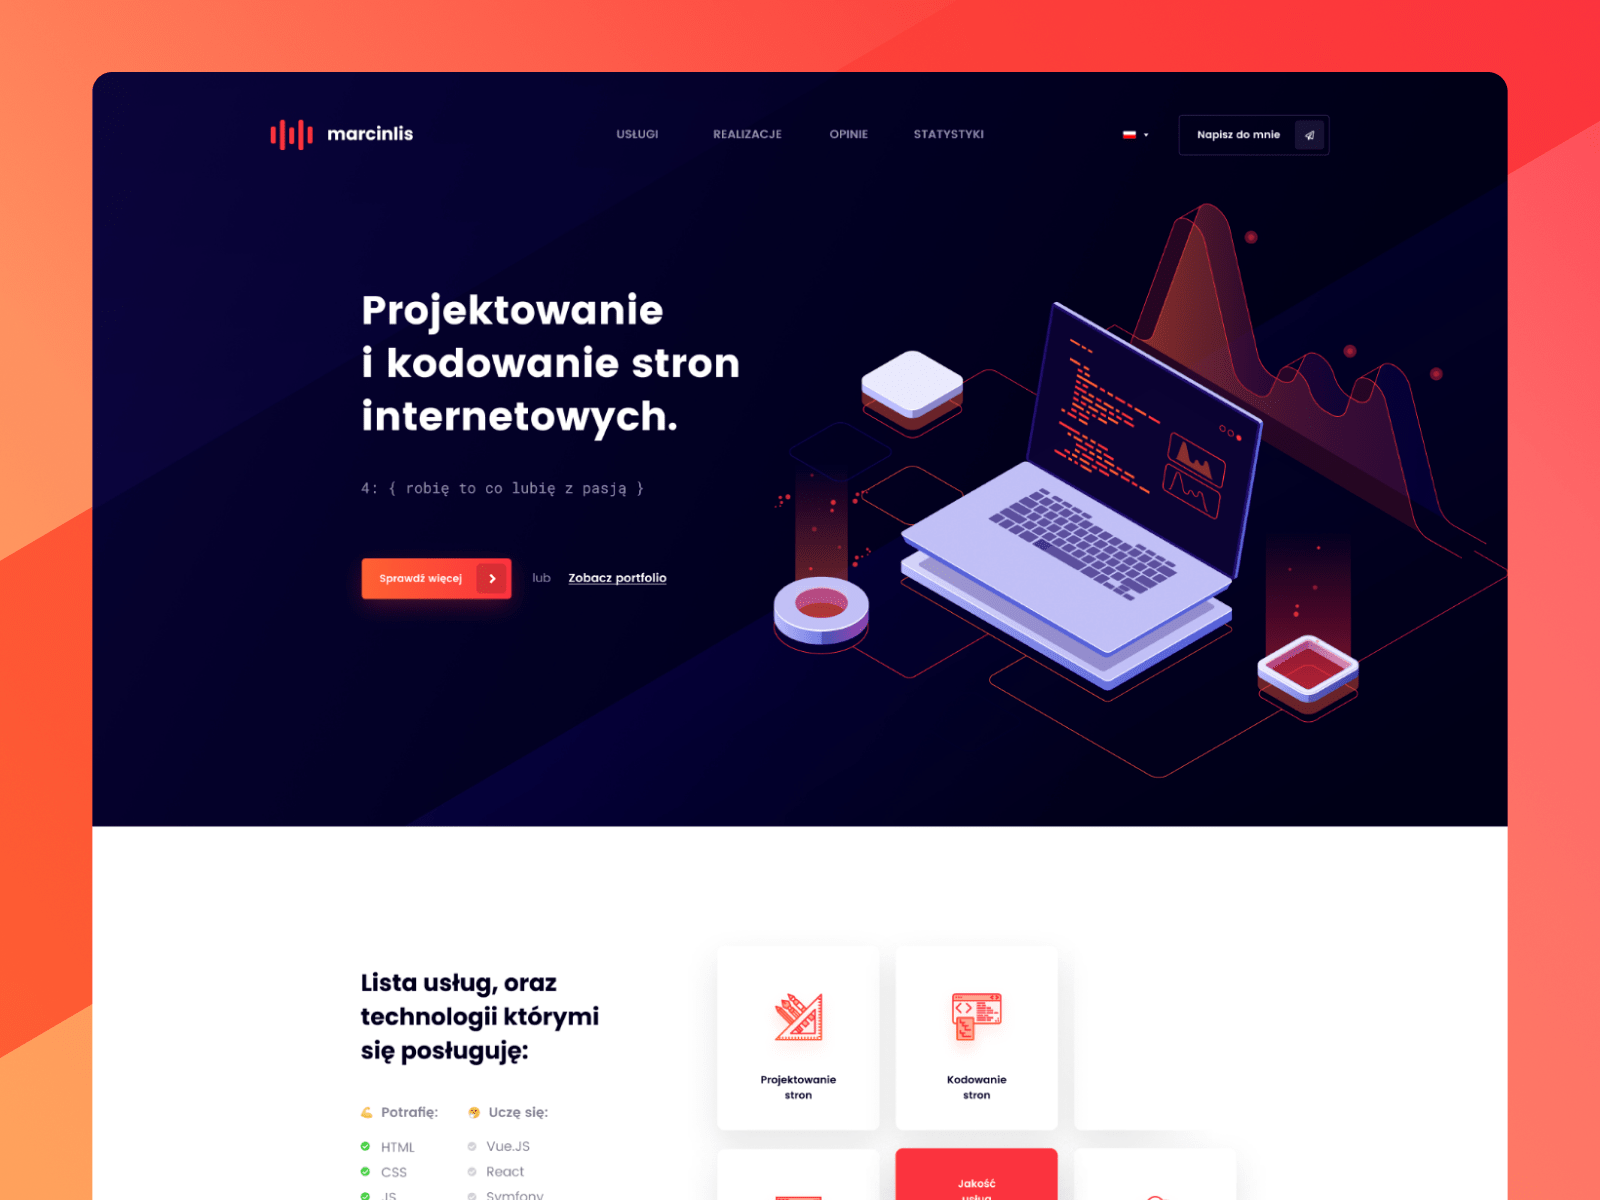 marcinlis
USŁUGI
REALIZACJE
OPINIE
STATYSTYKI
Napisz do mnie
Projektowanie
i kodowanie stron
internetowych.
4: { robię to co lubię z pasją }
Sprawdź więcej
lub
Zobacz portfolio
Lista usług, oraz
technologii którymi
się posługuję:
Potrafię:
HTML
CSS
JS
Uczę się:
Vue.JS
React
Symfony
Projektowanie
stron
Kodowanie
stron
Jakość
usług